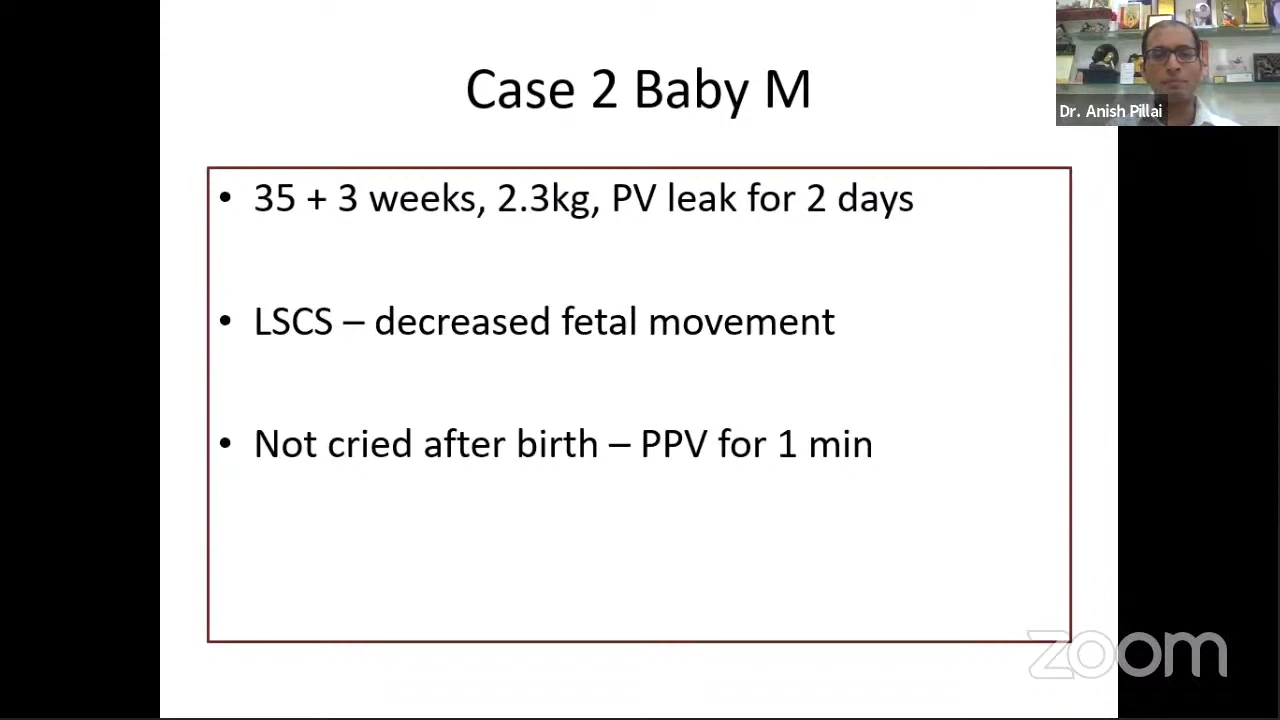 Case 2 Baby M
Dr. Anish Pillai
• 35 + 3 weeks, 2.3kg, PV leak for 2 days
• LSCS – decreased fetal movement
• Not cried after birth – PPV for 1 min
zoom